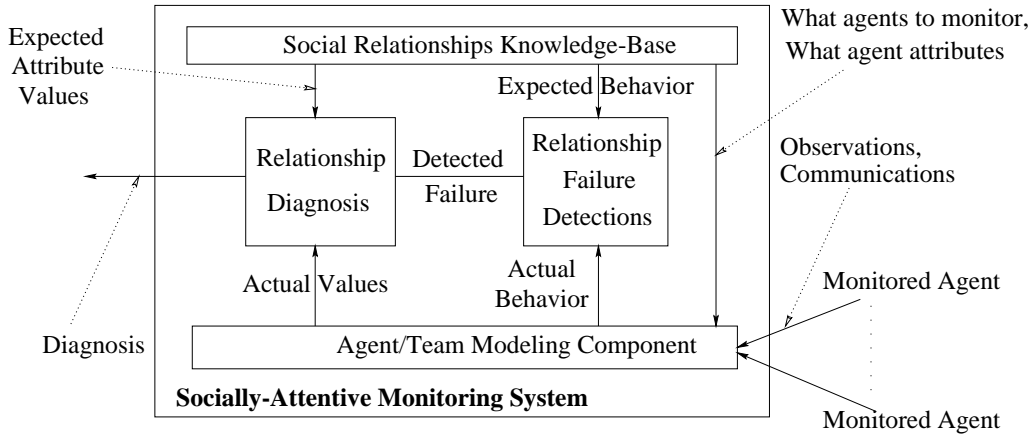 What agents to monitor,
What agent attributes
Expected
Attribute
Values
Social Relationships Knowledge-Base
Expected Behavior
Relationship
Diagnosis
Detected
Failure
Relationship
Failure
Detections
Observations,
Communications
Actual Values
Actual
Behavior
Monitored Agent
Diagnosis
Agent/Team Modeling Component
Socially-Attentive Monitoring System
Monitored Agent